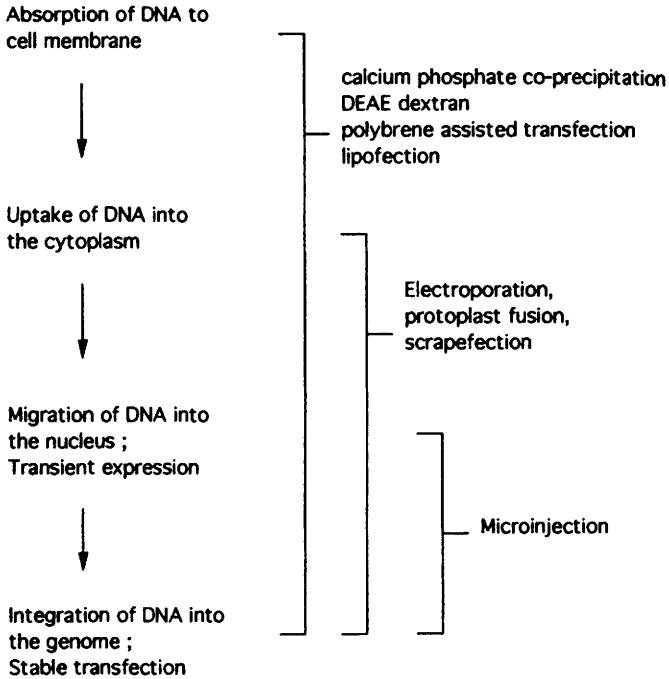 Absorption of DNA to
cell membrane
calcium phosphate co-precipitation
DEAE dextran
polybrene assisted transfection
lipofection
Uptake of DNA into
the cytoplasm
Electroporation,
protoplast fusion,
scrapefection
Migration of DNA into
the nucleus ;
Transient expression
Microinjection
Integration of DNA into
the genome ;
Stable transfection